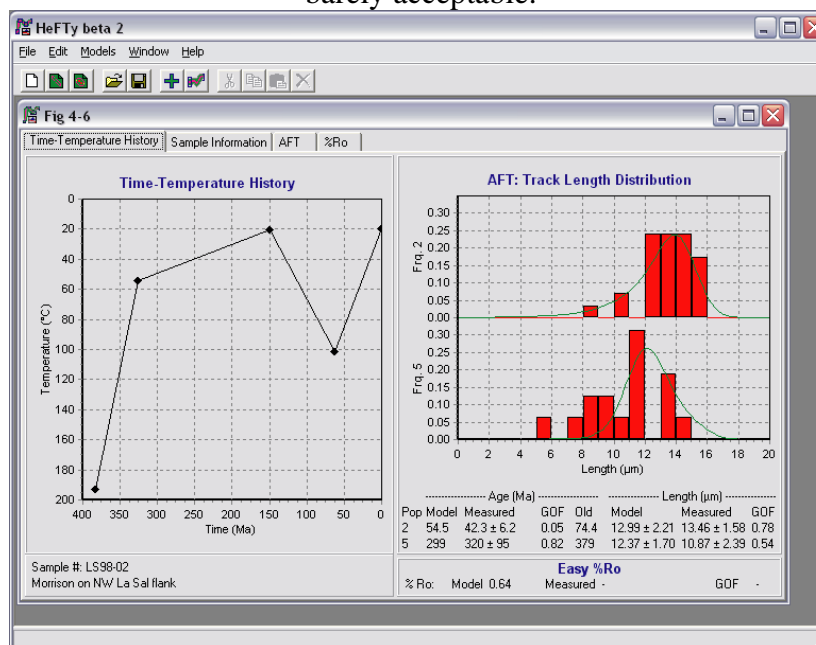 barely acceptable.
HeFTy beta 2
File Edit Models Window Help
Fig 4-6
Time-Temperature History Sample Information AFT %Ro
Time-Temperature History
Temperature (°C)
0
20
40
60
80
100
120
140
160
180
200
400 350 300 250 200 150 100 50 0
Time (Ma)
Sample #: LS98-02
Morrison on NW La Sal flank
AFT: Track Length Distribution
Frq. 2
0.30
0.25
0.20
0.15
0.10
0.05
0.00
Frq. 5
0.30
0.25
0.20
0.15
0.10
0.05
0.00
0 2 4 6 8 10 12 14 16 18 20
Length (µm)
----------- Age (Ma) ----------- ----------- Length (µm) -----------
Pop Model Measured GOF Old Model Measured GOF
2 54.5 42.3 ± 6.2 0.05 74.4 12.99 ± 2.21 13.46 ± 1.58 0.78
5 299 320 ± 95 0.82 379 12.37 ± 1.70 10.87 ± 2.39 0.54
Easy %Ro
% Ro: Model 0.64 Measured - GOF -